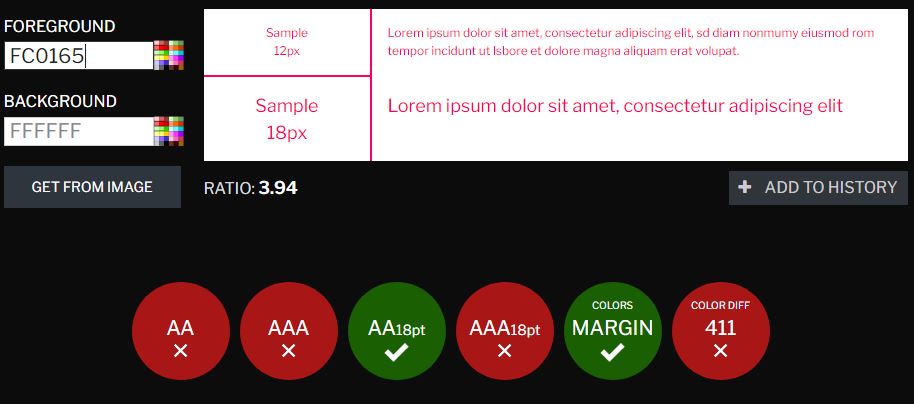 FOREGROUND
FC0165
BACKGROUND
FFFFFF
GET FROM IMAGE
Sample
12px
Lorem ipsum dolor sit amet, consectetur adipiscing elit, sd diam nonmumy eiusmod rom
tempor incidunt ut lsbore et dolore magna aliquam erat volupat.
Sample
18px
Lorem ipsum dolor sit amet, consectetur adipiscing elit
RATIO: 3.94
ADD TO HISTORY
AA
AAA
AA18pt
AAA18pt
COLORS
MARGIN
COLOR DIFF
411